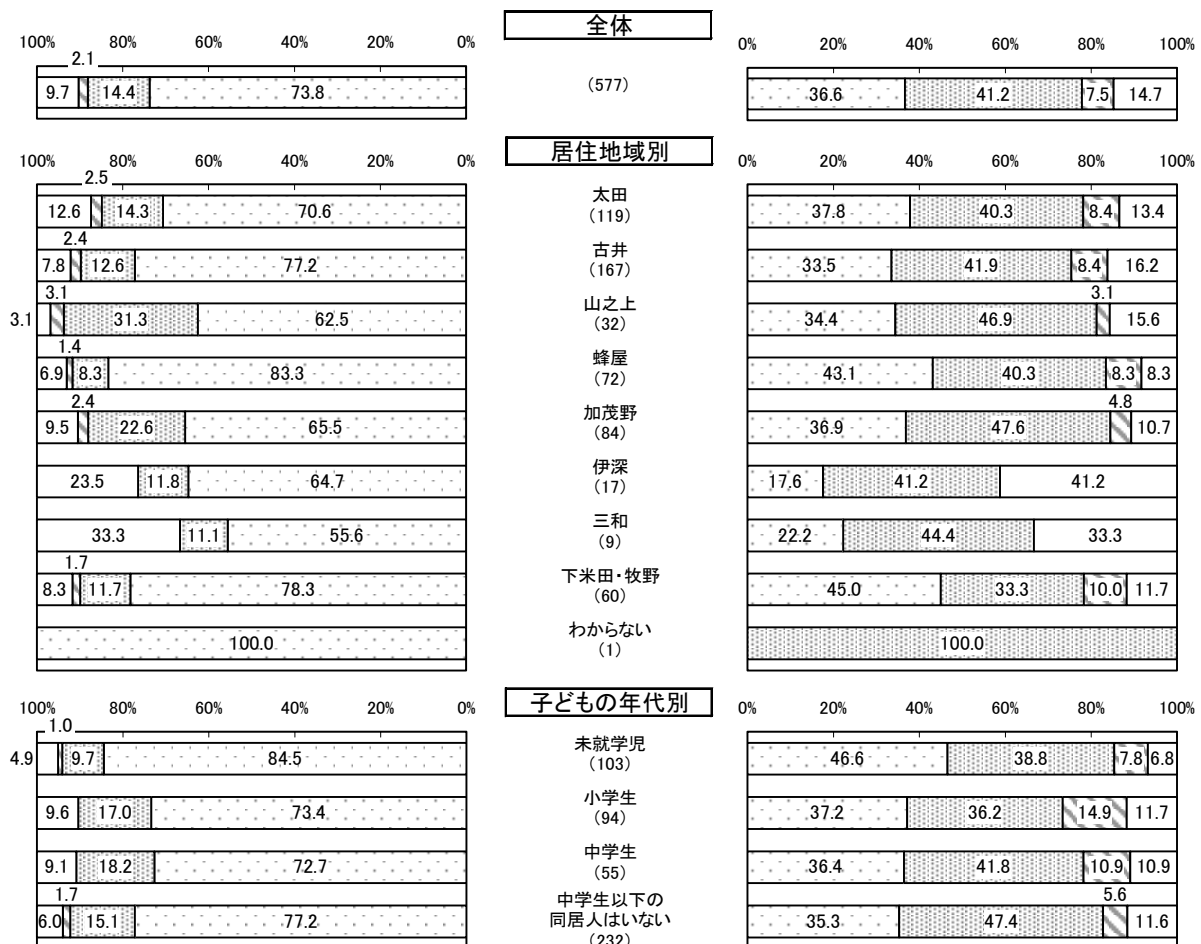 全体
100% 80% 60% 40% 20% 0% 0% 20% 40% 60% 80% 100%
2.1
9.7 14.4 73.8 (577) 36.6 41.2 7.5 14.7
居住地域別
100% 80% 60% 40% 20% 0% 0% 20% 40% 60% 80% 100%
2.5
太田
12.6 14.3 70.6 (119) 37.8 40.3 8.4 13.4
2.4
古井
7.8 12.6 77.2 (167) 33.5 41.9 8.4 16.2
3.1 3.1
山之上
3.1 31.3 62.5 (32) 34.4 46.9 15.6
1.4
蜂屋
6.9 8.3 83.3 (72) 43.1 40.3 8.3 8.3
2.4 4.8
加茂野
9.5 22.6 65.5 (84) 36.9 47.6 10.7
伊深
23.5 11.8 64.7 (17) 17.6 41.2 41.2
三和
33.3 11.1 55.6 (9) 22.2 44.4 33.3
1.7
下米田・牧野
8.3 11.7 78.3 (60) 45.0 33.3 10.0 11.7
わからない
100.0 (1) 100.0
子どもの年代別
100% 80% 60% 40% 20% 0% 0% 20% 40% 60% 80% 100%
1.0
未就学児
4.9 9.7 84.5 (103) 46.6 38.8 7.8 6.8
小学生
9.6 17.0 73.4 (94) 37.2 36.2 14.9 11.7
中学生
9.1 18.2 72.7 (55) 36.4 41.8 10.9 10.9
1.7 5.6
中学生以下の
同居人はいない
6.0 15.1 77.2 (232) 35.3 47.4 11.6